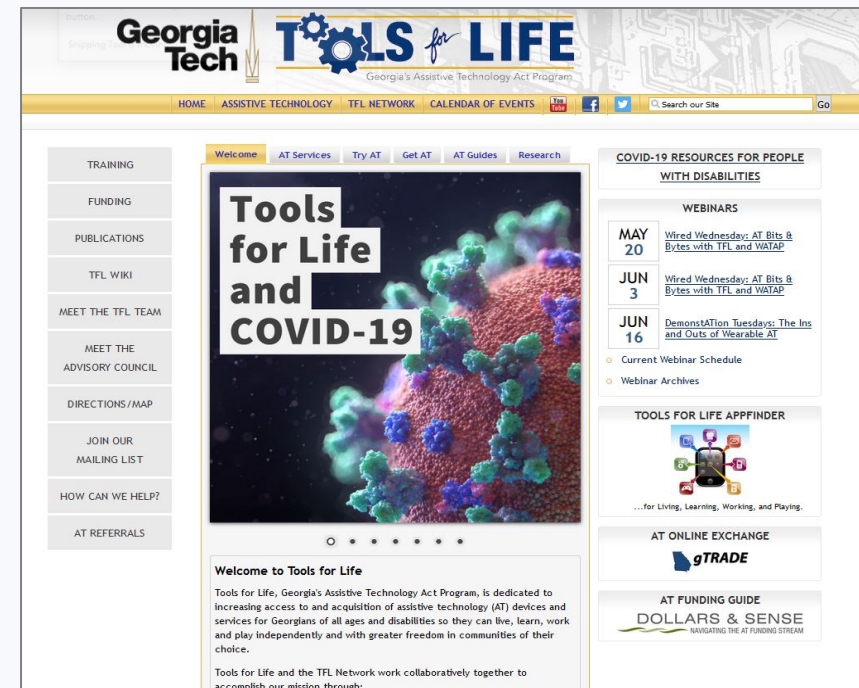 Georgia
Tech
TOOLS for LIFE
Georgia's Assistive Technology Act Program
HOME ASSISTIVE TECHNOLOGY TFL NETWORK CALENDAR OF EVENTS You Tube f Search our Site Go
TRAINING
FUNDING
PUBLICATIONS
TFL WIKI
MEET THE TFL TEAM
MEET THE
ADVISORY COUNCIL
DIRECTIONS/MAP
JOIN OUR
MAILING LIST
HOW CAN WE HELP?
AT REFERRALS
Welcome AT Services Try AT Get AT AT Guides Research
Tools
for Life
and
COVID-19
Welcome to Tools for Life
Tools for Life, Georgia's Assistive Technology Act Program, is dedicated to
increasing access to and acquisition of assistive technology (AT) devices and
services for Georgians of all ages and disabilities so they can live, learn, work
and play independently and with greater freedom in communities of their
choice.
Tools for Life and the TFL Network work collaboratively together to
accomplish our mission through:
COVID-19 RESOURCES FOR PEOPLE
WITH DISABILITIES
WEBINARS
MAY
20
Wired Wednesday: AT Bits &
Bytes with TFL and WATAP
JUN
3
Wired Wednesday: AT Bits &
Bytes with TFL and WATAP
JUN
16
DemonstATion Tuesdays: The Ins
and Outs of Wearable AT
Current Webinar Schedule
Webinar Archives
TOOLS FOR LIFE APPFINDER
...for Living, Learning, Working, and Playing.
AT ONLINE EXCHANGE
gTRADE
AT FUNDING GUIDE
DOLLARS & SENSE
NAVIGATING THE AT FUNDING STREAM